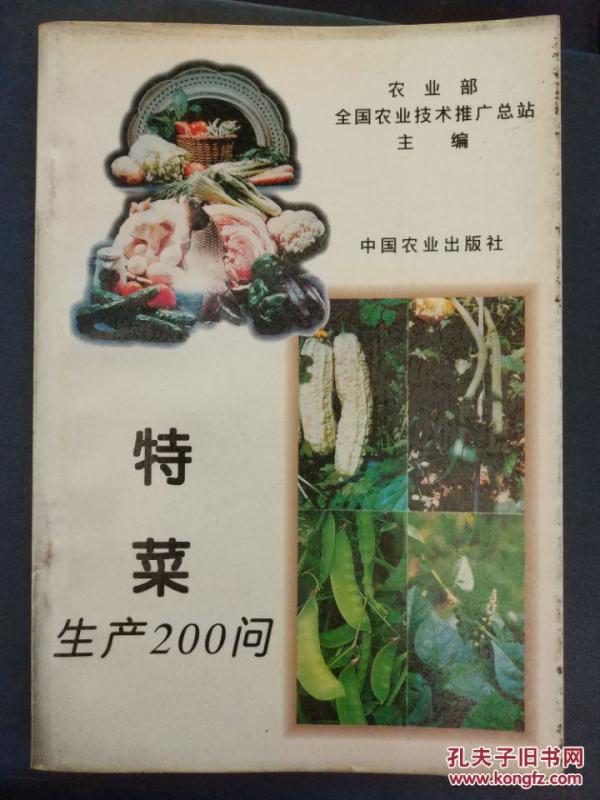 农业部
全国农业技术推广总站
主编
中国农业出版社
特
菜
生产200问
孔夫子旧书网
www.kongfz.com